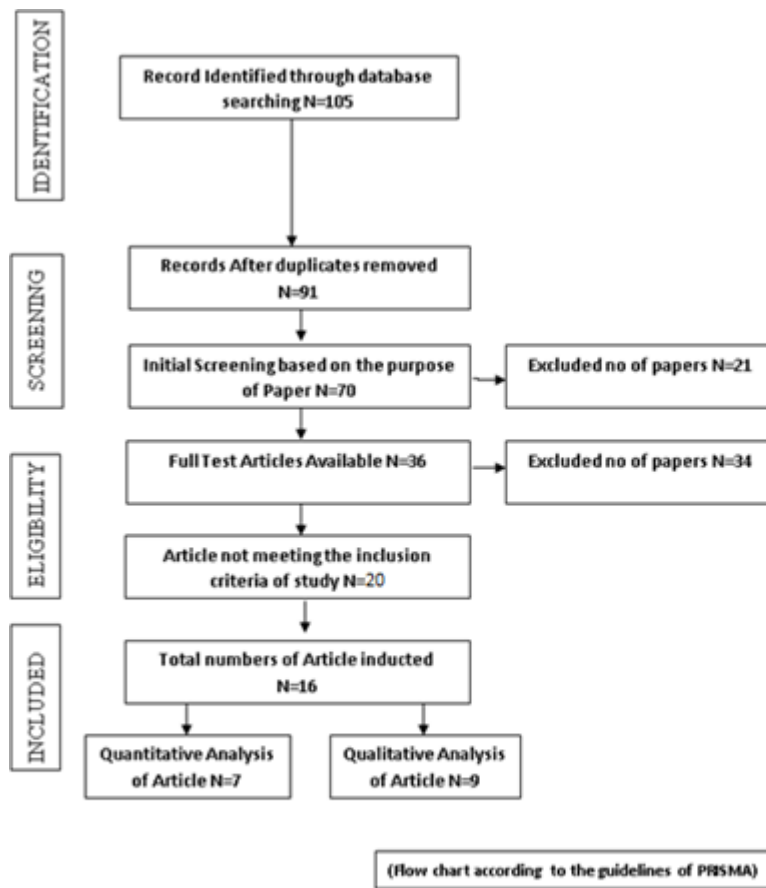 IDENTIFICATION
Record Identified through database
searching N=105
SCREENING
Records After duplicates removed
N=91
Initial Screening based on the purpose
of Paper N=70
Excluded no of papers N=21
ELIGIBILITY
Full Test Articles Available N=36
Excluded no of papers N=34
Article not meeting the inclusion
criteria of study N=20
INCLUDED
Total numbers of Article inducted
N=16
Quantitative Analysis
of Article N=7
Qualitative Analysis
of Article N=9
(Flow chart according to the guidelines of PRISMA)